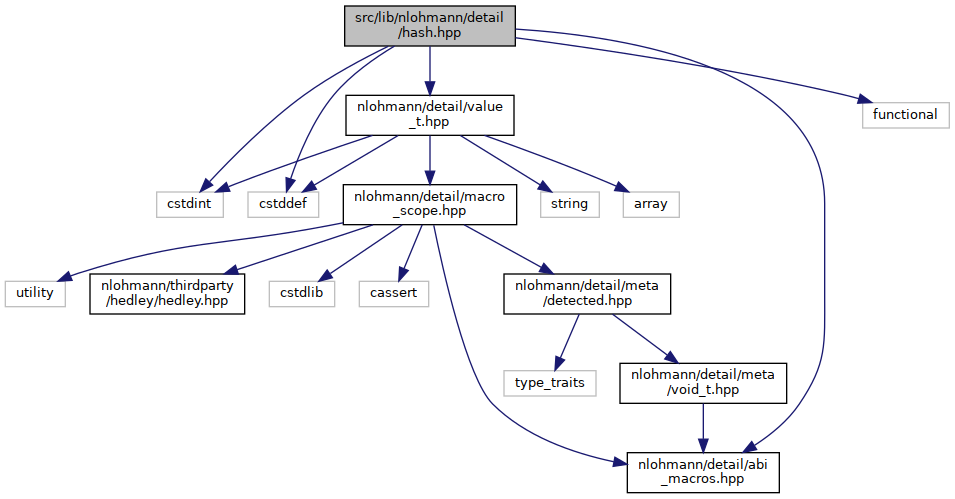 src/lib/nlohmann/detail
/hash.hpp
nlohmann/detail/value
_t.hpp
functional
cstdint
cstddef
nlohmann/detail/macro
_scope.hpp
string
array
utility
nlohmann/thirdparty
/hedley/hedley.hpp
cstdlib
cassert
nlohmann/detail/meta
/detected.hpp
type_traits
nlohmann/detail/meta
/void_t.hpp
nlohmann/detail/abi
_macros.hpp